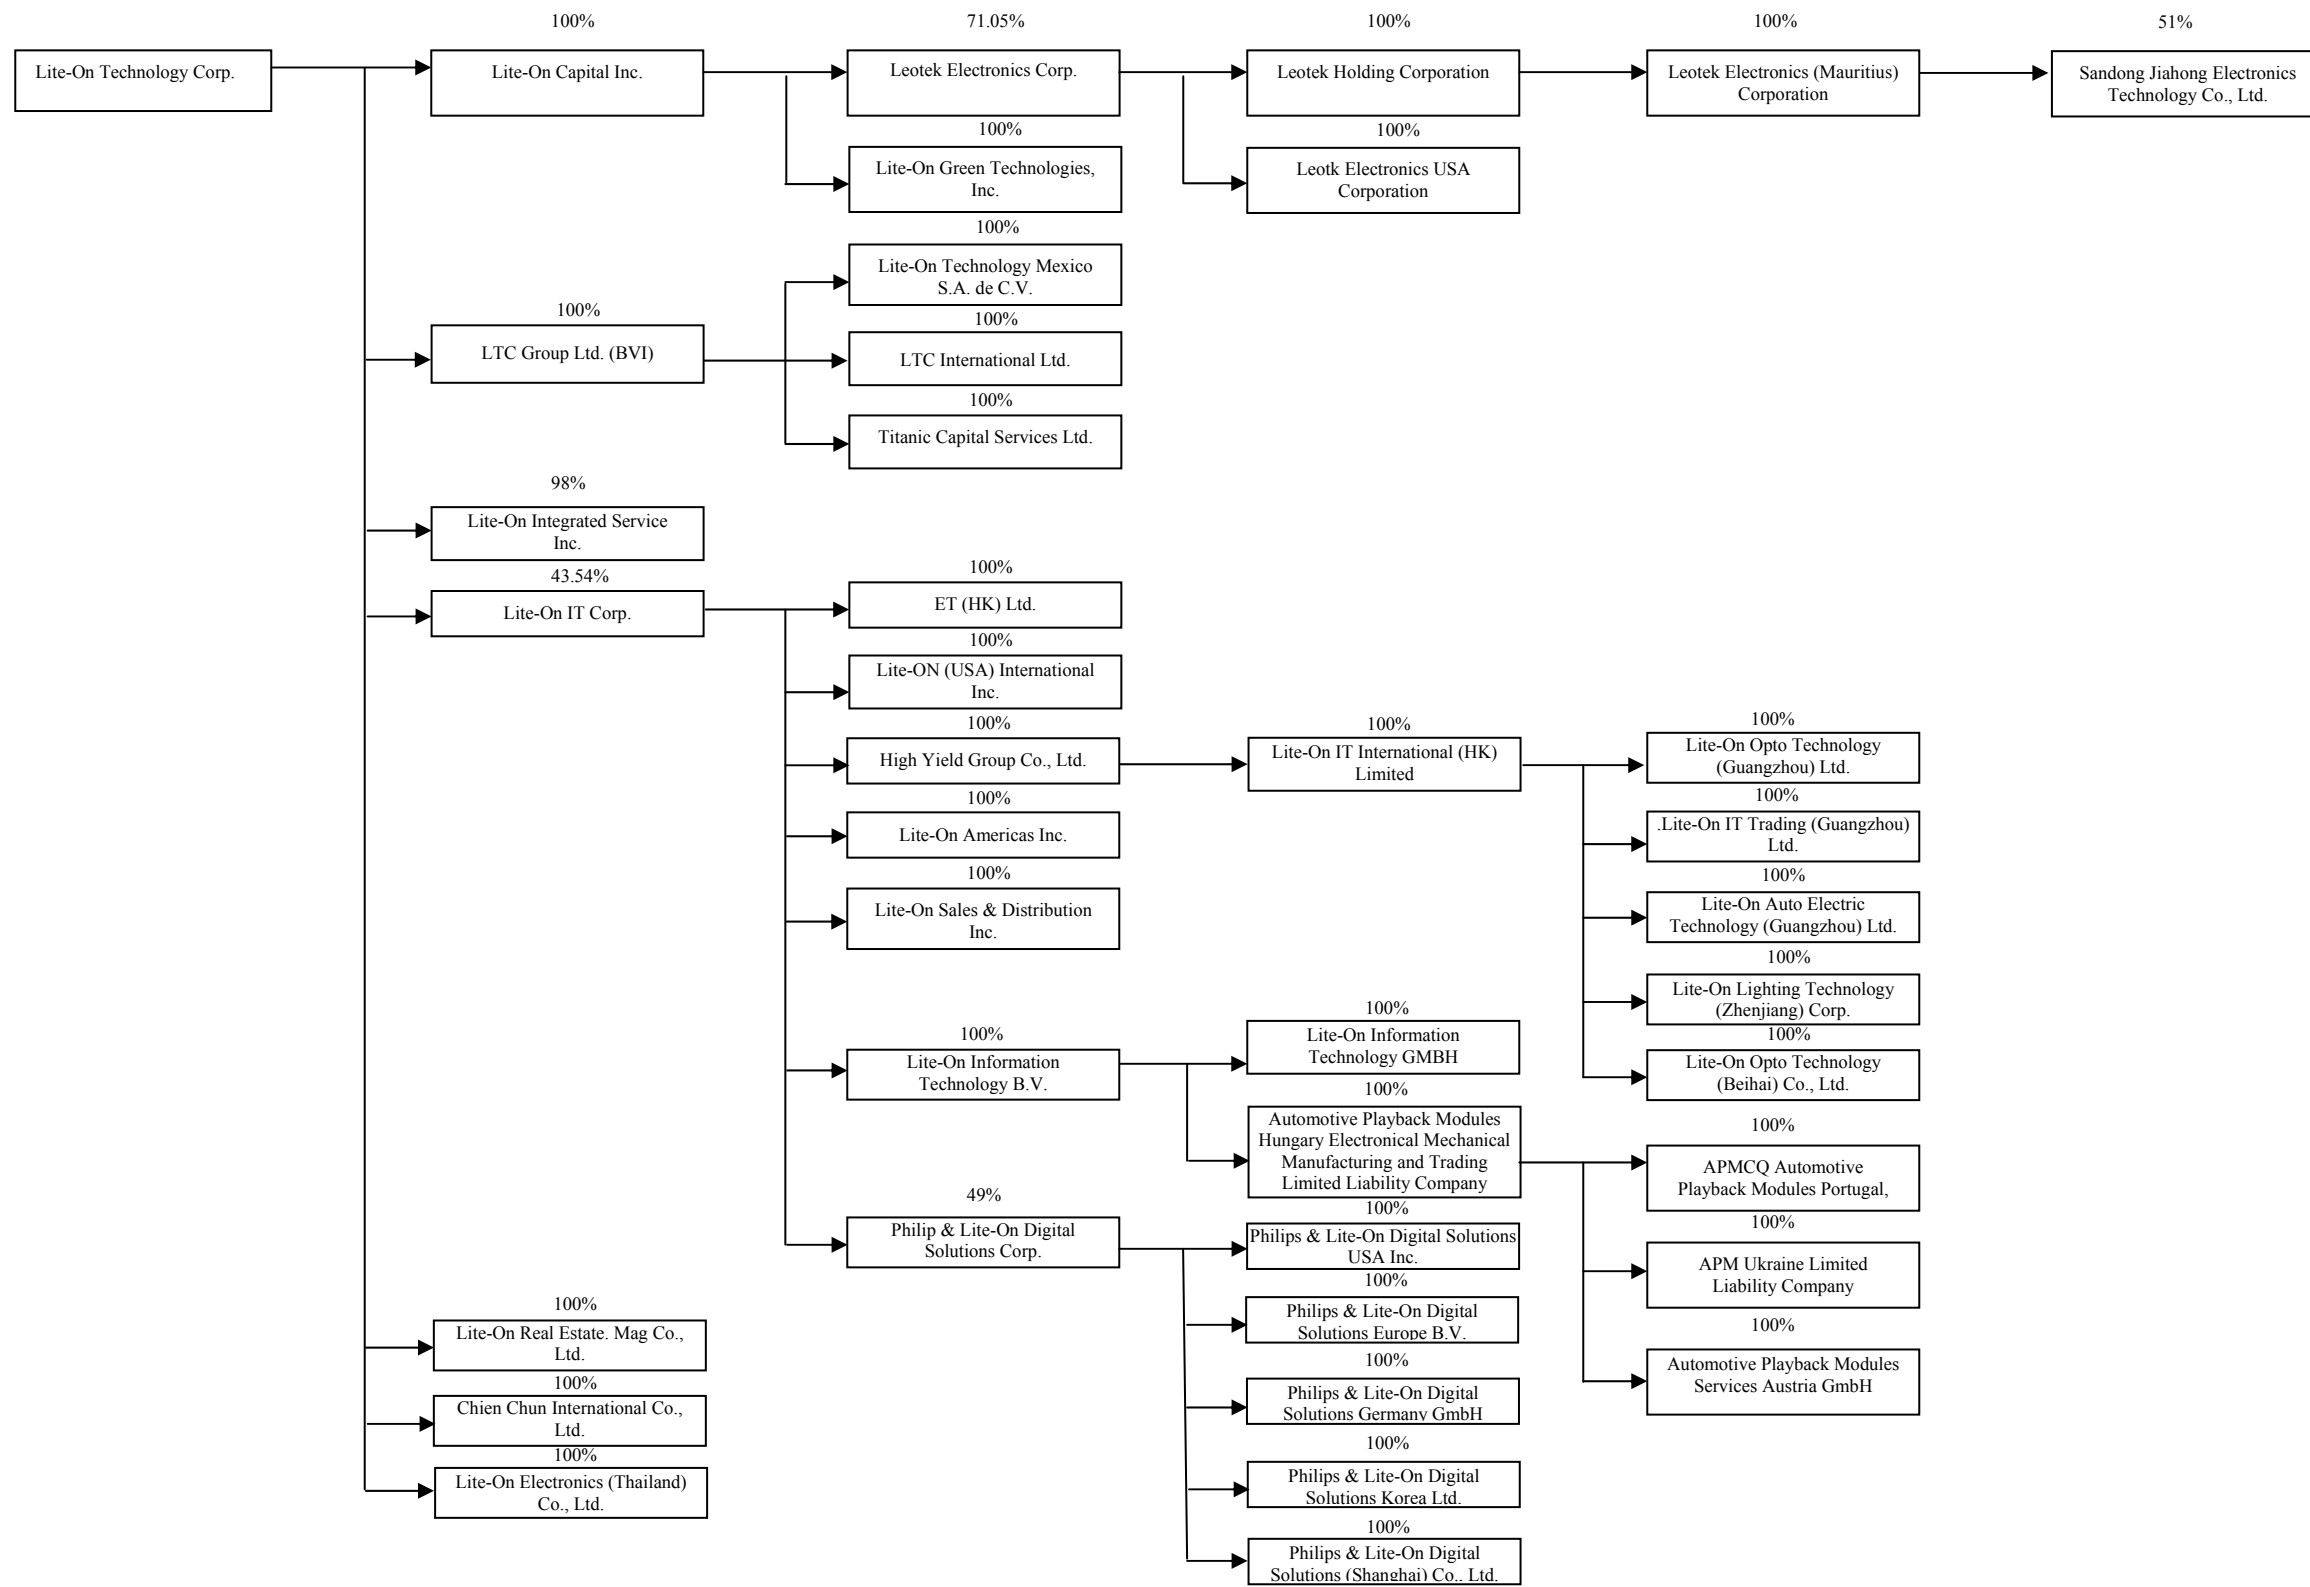 100%
71.05%
100%
100%
51%
Lite-On Technology Corp.
Lite-On Capital Inc.
Leotek Electronics Corp.
Leotek Holding Corporation
Leotek Electronics (Mauritius)
Corporation
Sandong Jiahong Electronics
Technology Co., Ltd.
100%
100%
Lite-On Green Technologies,
Inc.
Leotk Electronics USA
Corporation
100%
Lite-On Technology Mexico
S.A. de C.V.
100%
100%
LTC Group Ltd. (BVI)
LTC International Ltd.
100%
Titanic Capital Services Ltd.
98%
Lite-On Integrated Service
Inc.
43.54%
100%
Lite-On IT Corp.
ET (HK) Ltd.
100%
Lite-ON (USA) International
Inc.
100%
100%
100%
High Yield Group Co., Ltd.
Lite-On IT International (HK)
Limited
Lite-On Opto Technology
(Guangzhou) Ltd.
100%
100%
Lite-On Americas Inc.
.Lite-On IT Trading (Guangzhou)
Ltd.
100%
100%
Lite-On Sales & Distribution
Inc.
Lite-On Auto Electric
Technology (Guangzhou) Ltd.
100%
Lite-On Lighting Technology
(Zhenjiang) Corp.
100%
100%
100%
Lite-On Information
Technology B.V.
Lite-On Information
Technology GMBH
Lite-On Opto Technology
(Beihai) Co., Ltd.
100%
Automotive Playback Modules
Hungary Electronical Mechanical
Manufacturing and Trading
Limited Liability Company
100%
APMCQ Automotive
Playback Modules Portugal,
49%
100%
100%
Philip & Lite-On Digital
Solutions Corp.
Philips & Lite-On Digital Solutions
USA Inc.
APM Ukraine Limited
Liability Company
100%
Philips & Lite-On Digital
Solutions Europe B.V.
100%
100%
Lite-On Real Estate. Mag Co.,
Ltd.
Automotive Playback Modules
Services Austria GmbH
100%
Philips & Lite-On Digital
Solutions Germany GmbH
100%
Chien Chun International Co.,
Ltd.
100%
100%
Lite-On Electronics (Thailand)
Co., Ltd.
Philips & Lite-On Digital
Solutions Korea Ltd.
100%
Philips & Lite-On Digital
Solutions (Shanghai) Co., Ltd.